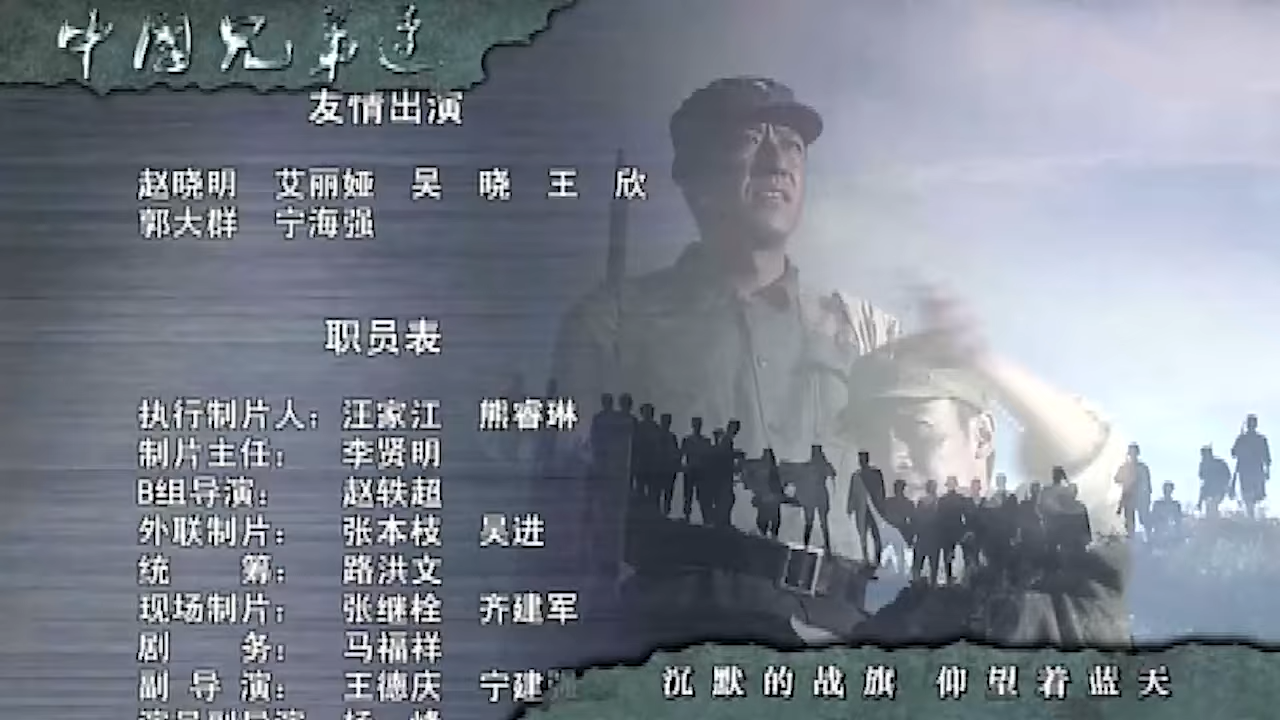 中国兄弟连
友情出演
赵晓明 艾丽娅 吴 晓 王 欣
郭大群 宁海强
职员表
执行制片人: 汪家江 熊睿琳
制片主任: 李贤明
B组导演: 赵轶超
外联制片: 张本枝 吴进
统 筹: 路洪文
现场制片: 张继栓 齐建军
剧 务: 马福祥
副 导 演: 王德庆 宁建
沉默的战旗 仰望着蓝天